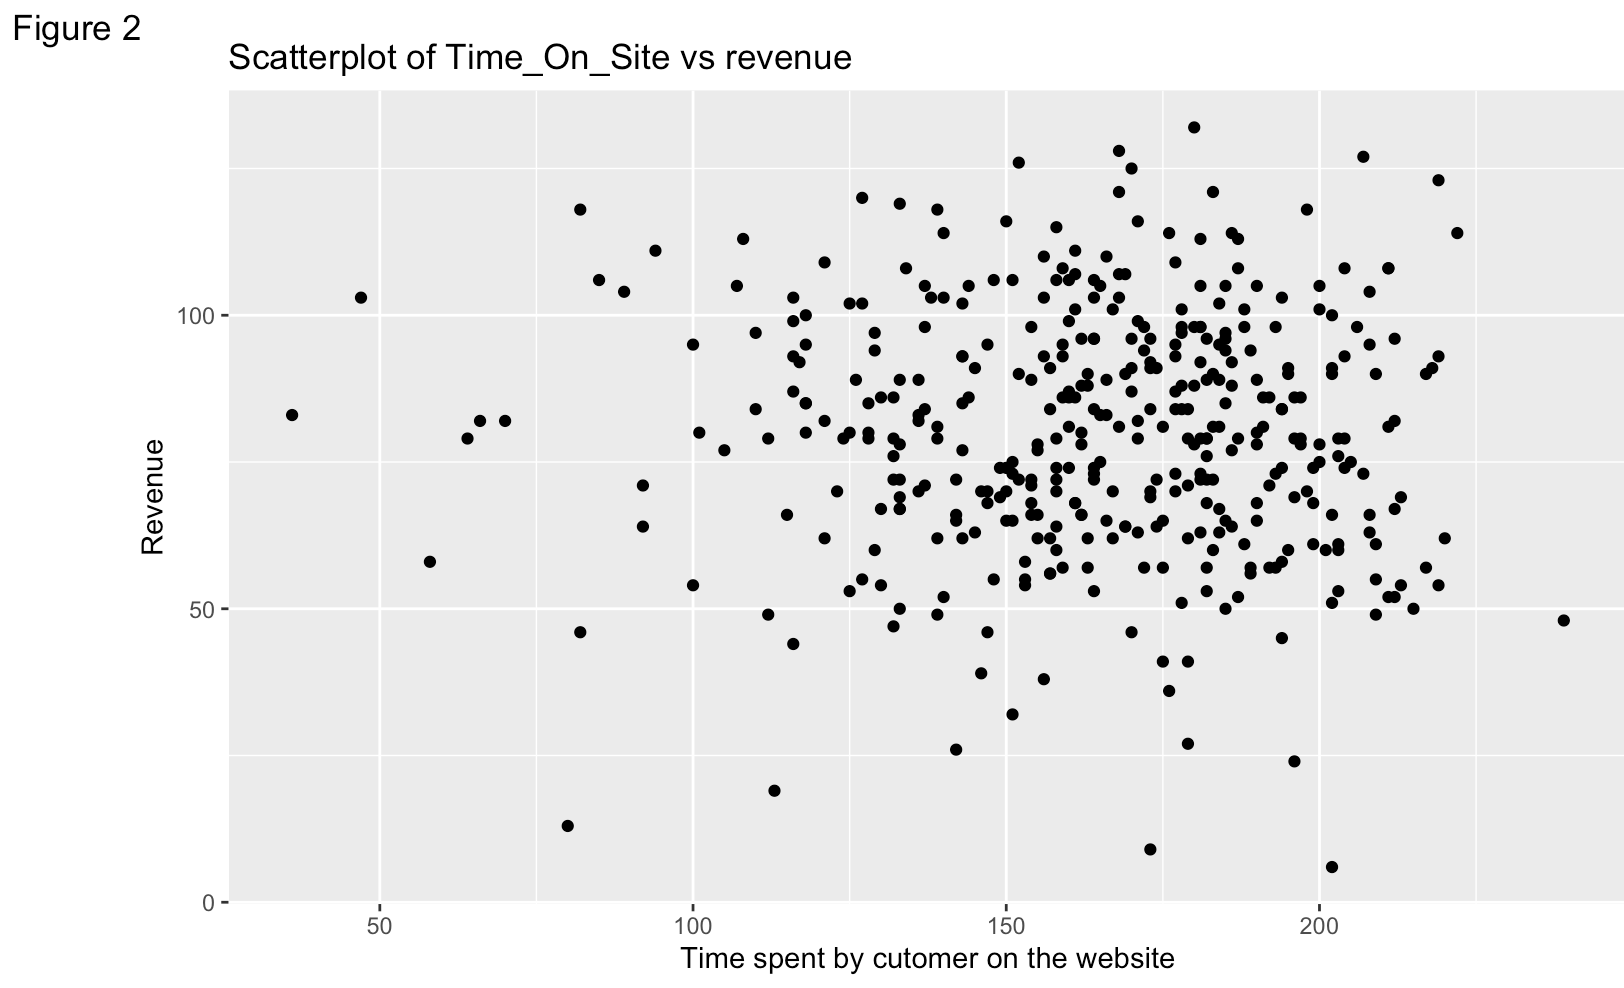 Figure 2
Scatterplot of Time_On_Site vs revenue
Revenue
100
50
0
50
100
150
200
Time spent by cutomer on the website